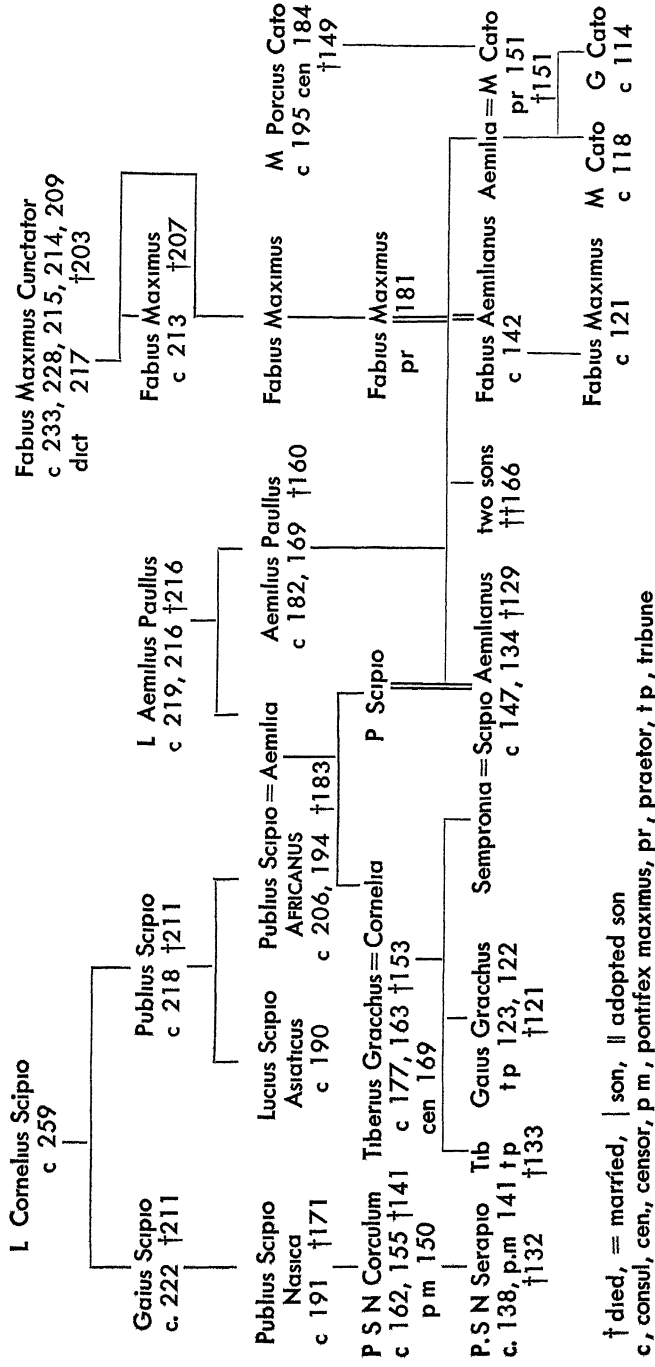 L Cornelius Scipio
c 259
Gaius Scipio
c. 222 †211
Publius Scipio
c 218 †211
L Aemilius Paullus
c 219, 216 †216
Fabius Maximus Cunctator
c 233, 228, 215, 214, 209
dict 217 †203
Fabius Maximus
c 213 †207
Publius Scipio
Nasica
c 191 †171
Lucius Scipio
Asiaticus
c 190
Publius Scipio = Aemilia
AFRICANUS
c 206, 194 †183
Aemilius Paullus
c 182, 169 †160
Fabius Maximus
M Porcius Cato
c 195 cen 184
†149
P S N Corculum
c 162, 155 †141
p m 150
Tiberius Gracchus = Cornelia
c 177, 163 †153
cen 169
P Scipio
Fabius Maximus
pr 181
P. S N Serapio
c. 138, p.m 141
†132
Tib
t p
†133
Gaius Gracchus
t p 123, 122
†121
Sempronia = Scipio Aemilianus
c 147, 134 †129
two sons
††166
Fabius Aemilianus
c 142
Aemilia = M Cato
pr 151
†151
Fabius Maximus
c 121
M Cato
c 118
G Cato
c 114
† died, = married, | son, || adopted son
c, consul, cen., censor, p m, pontifex maximus, pr, praetor, t p, tribune